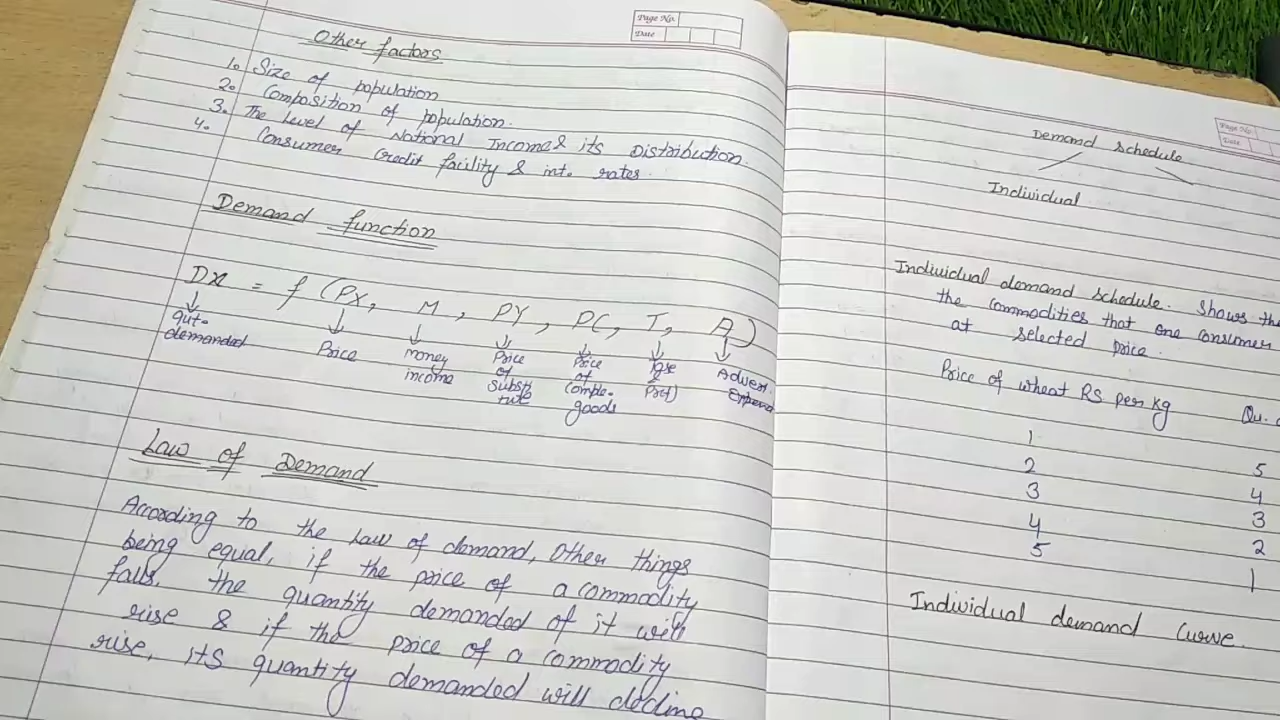 Page No.
Date
Other factors
1. Size of population
2. Composition of population.
3. The Level of National Income & its Distribution.
4. Consumer Credit facility & int. rates.
Demand function
Dx = f (Px, M, PY, PC, T, A)
qut. demanded
Price
money income
Price of substitute
Price of comple. goods
Pref)
Advert. Expend
Law of Demand
According to the Law of demand, Other things
being equal, if the price of a commodity
falls, the quantity demanded of it will
rise & if the price of a commodity
rise, its quantity demanded will decline
Page No.
Date
Demand schedule
Individual
Individual demand schedule. Shows the
the commodities that one consumer
at selected price.
Price of wheat RS per kg Qu.
1 5
2 4
3 3
4 2
5 1
Individual demand Curve.